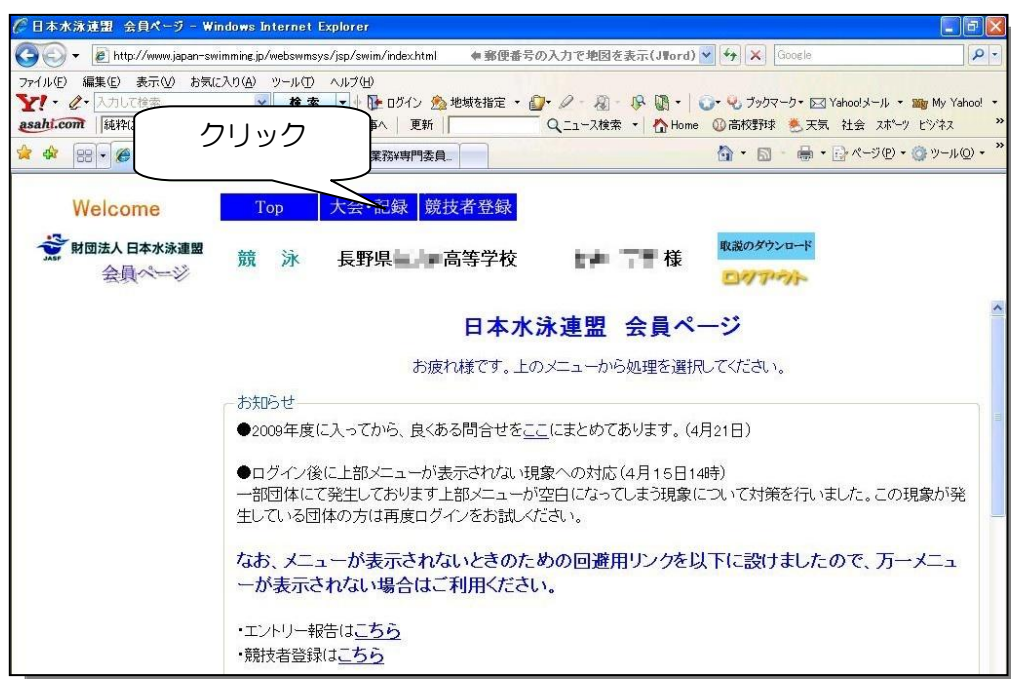 日本水泳連盟 会員ページ - Windows Internet Explorer
http://www.japan-swimming.jp/webswmsys/jsp/swim/index.html
郵便番号の入力で地図を表示(JWord)
Google
ファイル(F) 編集(E) 表示(V) お気に入り(A) ツール(T) ヘルプ(H)
Y! 入力して検索 検索 ログイン 地域を指定 ブックマーク Yahoo!メール My Yahoo!
asahi.com 更新 ニュース検索 Home 高校野球 天気 社会 スポーツ ビジネス
クリック
業務¥専門委員...
ページ(P) ツール(O)
Welcome
Top 大会・記録 競技者登録
JASF
財団法人 日本水泳連盟
会員ページ
競 泳 長野県 高等学校 様
取説のダウンロード
ログアウト
日本水泳連盟 会員ページ
お疲れ様です。上のメニューから処理を選択してください。
お知らせ
●2009年度に入ってから、良くある問合せをここにまとめてあります。(4月21日)
●ログイン後に上部メニューが表示されない現象への対応(4月15日14時)
一部団体にて発生しております上部メニューが空白になってしまう現象について対策を行いました。この現象が発
生している団体の方は再度ログインをお試しください。
なお、メニューが表示されないときのための回避用リンクを以下に設けましたので、万一メニュ
ーが表示されない場合はご利用ください。
・エントリー報告はこちら
・競技者登録はこちら